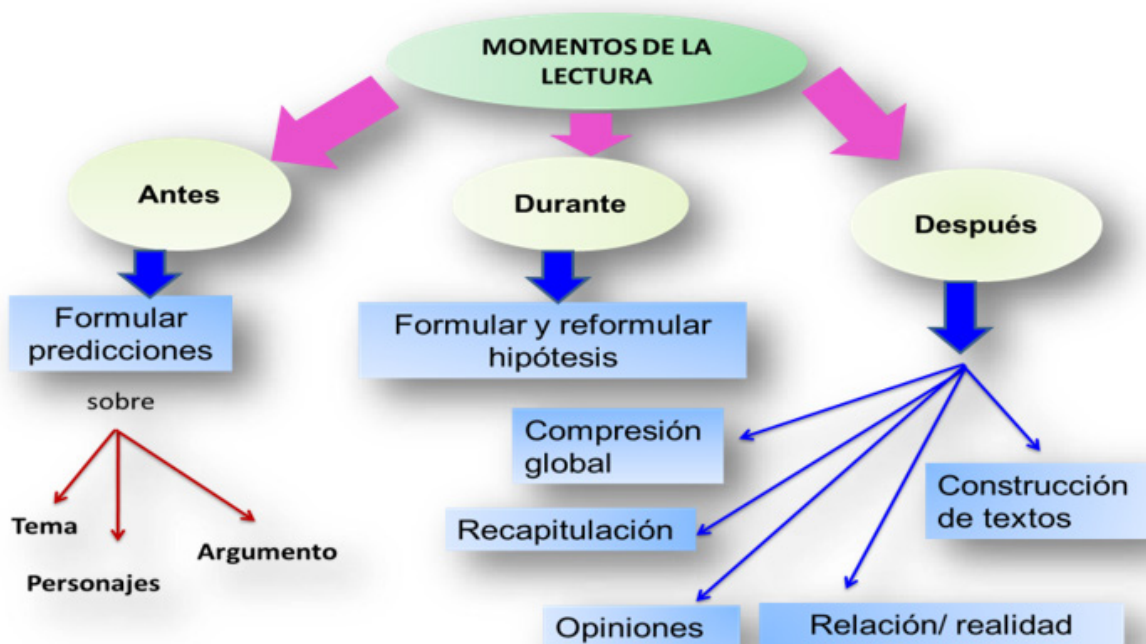 MOMENTOS DE LA
LECTURA
Antes
Durante
Después
Formular
predicciones
sobre
Tema
Personajes
Argumento
Formular y reformular
hipótesis
Compresión
global
Recapitulación
Opiniones
Relación/ realidad
Construcción
de textos